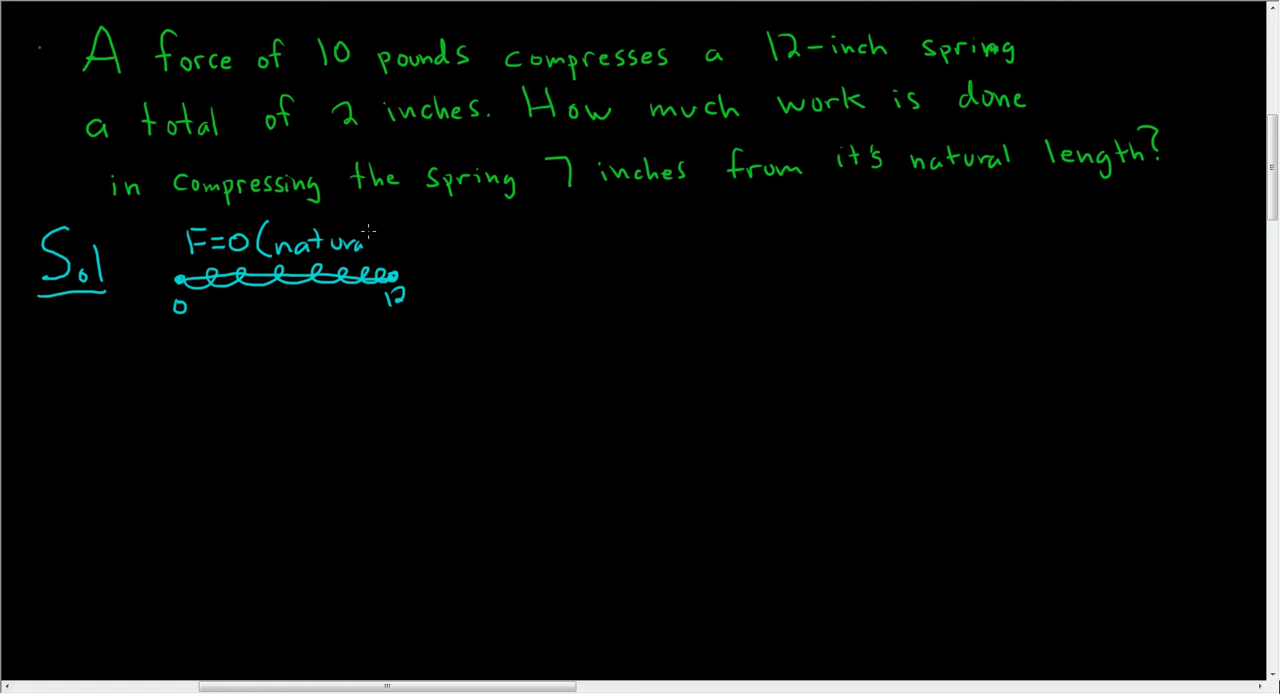 A force of 10 pounds compresses a 12-inch spring
a total of 2 inches. How much work is done
in compressing the spring 7 inches from it's natural length?
Sol F=0 (natura
0 12